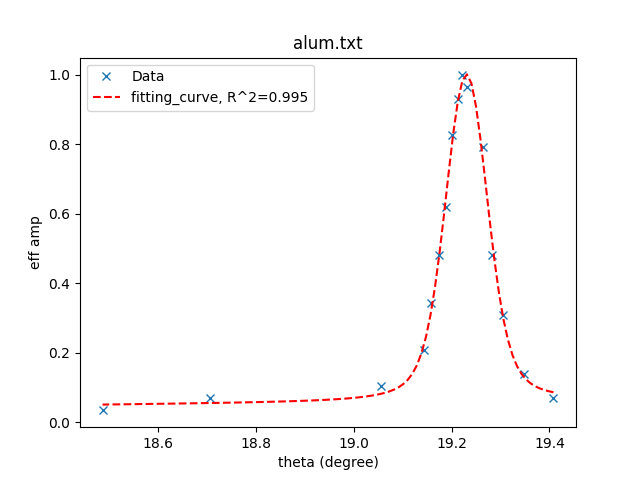 alum.txt
Data
fitting_curve, R^2=0.995
1.0
0.8
0.6
0.4
0.2
0.0
eff amp
18.6 18.8 19.0 19.2 19.4
theta (degree)